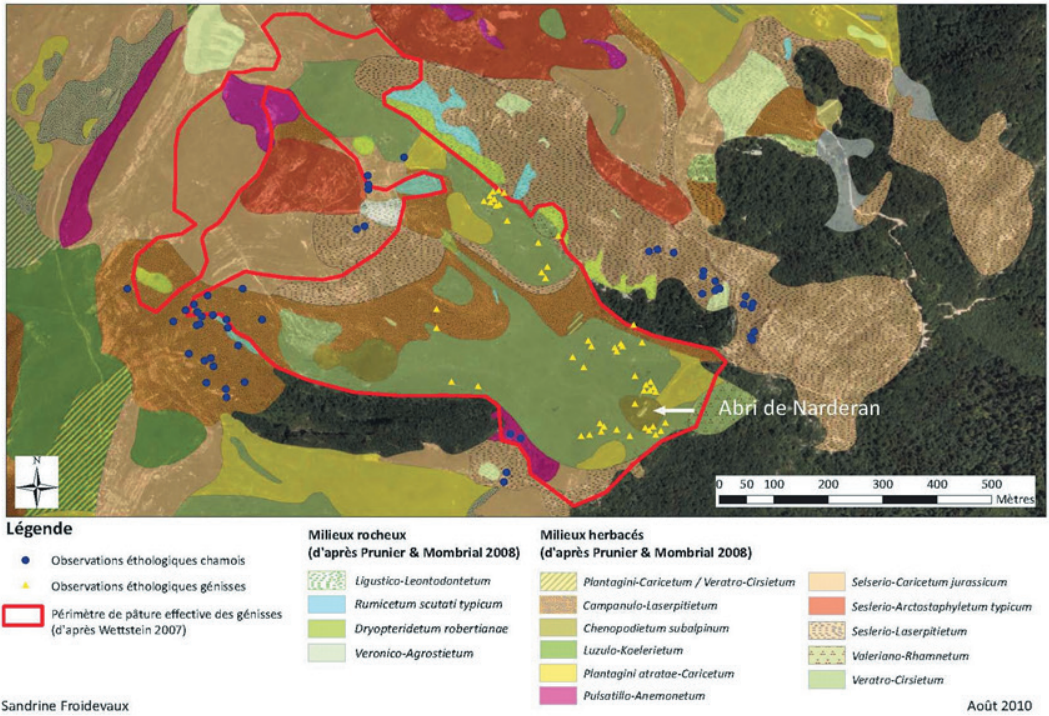 Abri de Narderan
N
0 50 100 200 300 400 500
Mètres
Légende
Observations éthologiques chamois
Observations éthologiques génisses
Périmètre de pâture effective des génisses
(d'après Wettstein 2007)
Milieux rocheux
(d'après Prunier & Mombrial 2008)
Ligustico-Leontodontetum
Rumicetum scutati typicum
Dryopteridetum robertianae
Veronico-Agrostietum
Milieux herbacés
(d'après Prunier & Mombrial 2008)
Plantagini-Caricetum / Veratro-Cirsietum
Campanulo-Laserpitietum
Chenopodietum subalpinum
Luzulo-Koelerietum
Plantagini atratae-Caricetum
Pulsatillo-Anemonetum
Selserio-Caricetum jurassicum
Seslerio-Arctostaphyletum typicum
Seslerio-Laserpitietum
Valeriano-Rhamnetum
Veratro-Cirsietum
Sandrine Froidevaux
Août 2010